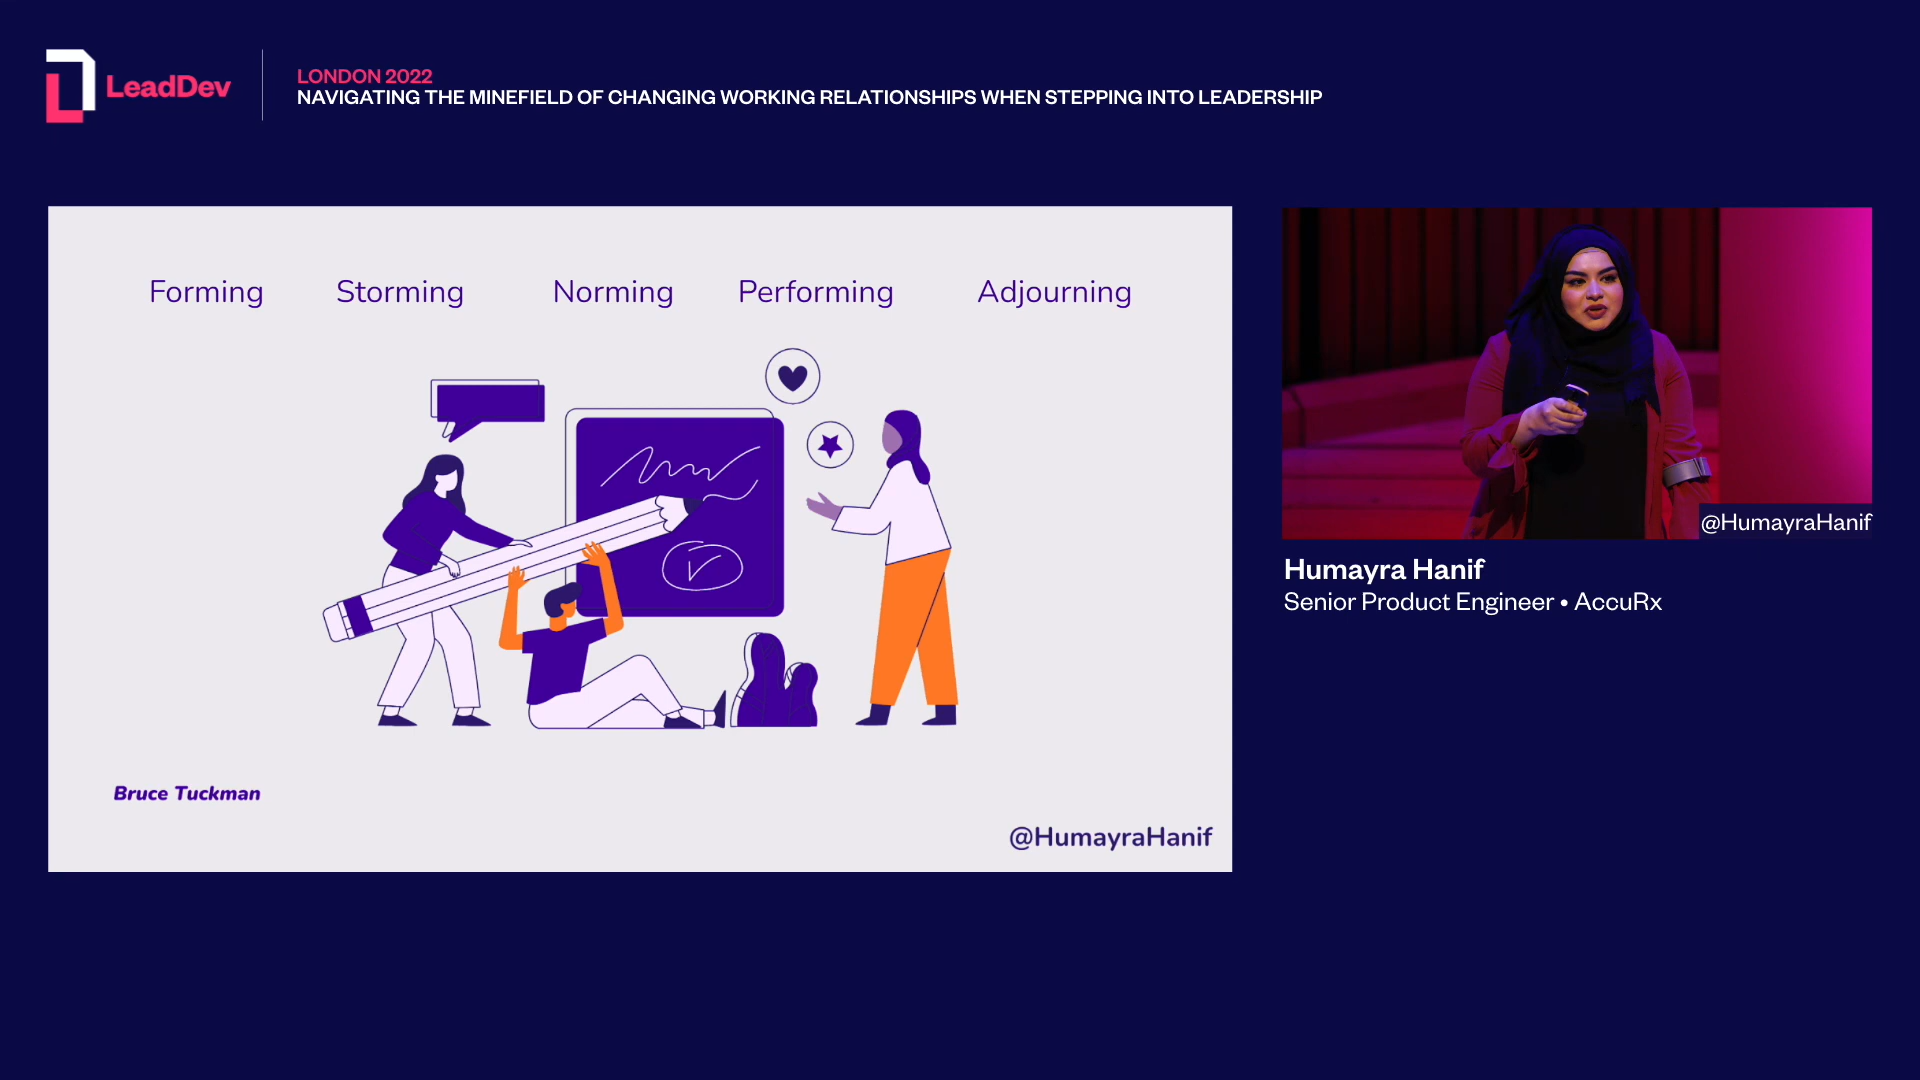 LeadDev
LONDON 2022
NAVIGATING THE MINEFIELD OF CHANGING WORKING RELATIONSHIPS WHEN STEPPING INTO LEADERSHIP
Forming Storming Norming Performing Adjourning
Bruce Tuckman
@HumayraHanif
@HumayraHanif
Humayra Hanif
Senior Product Engineer • AccuRx